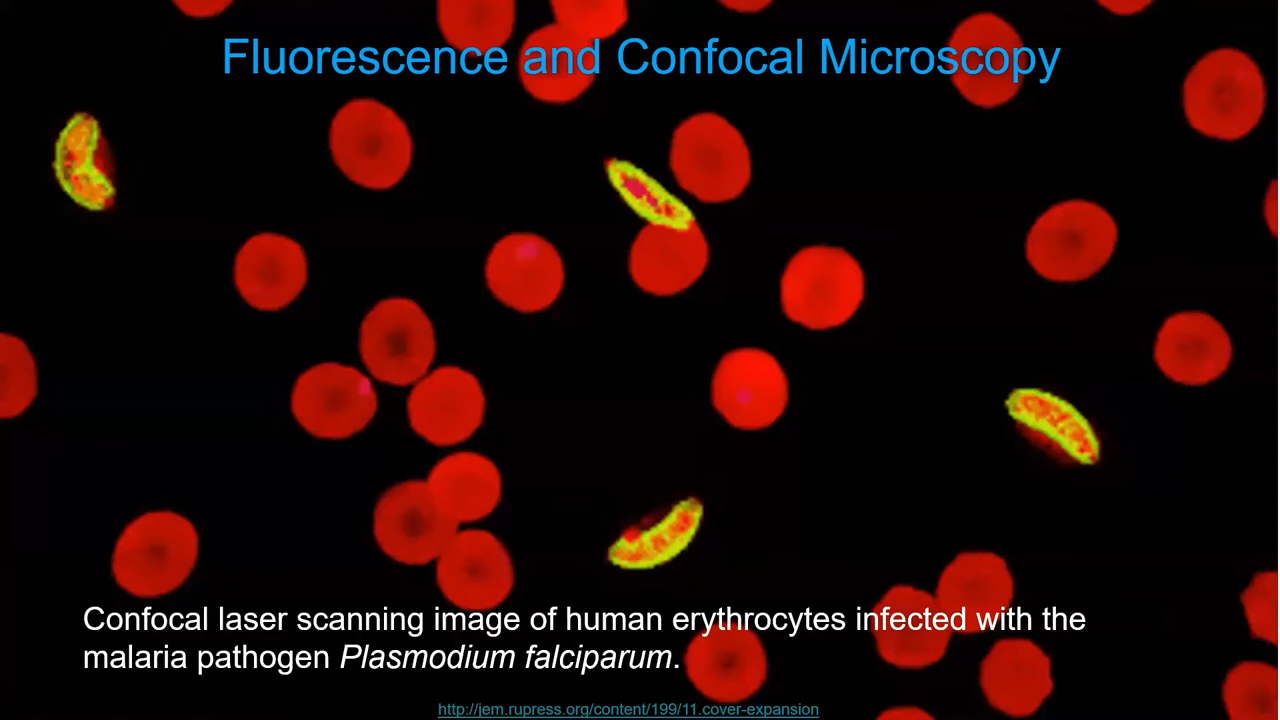 Fluorescence and Confocal Microscopy
Confocal laser scanning image of human erythrocytes infected with the
malaria pathogen Plasmodium falciparum.
http://jem.rupress.org/content/199/11.cover-expansion